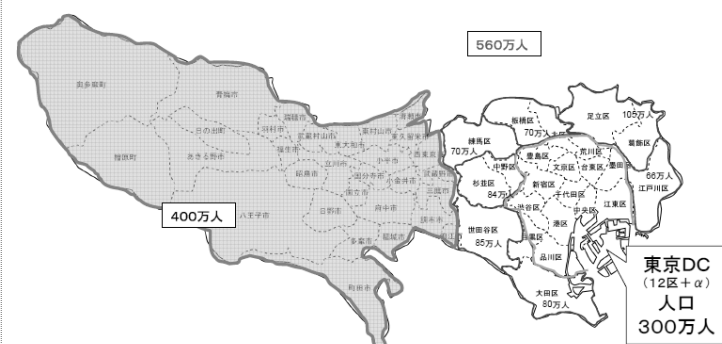 560万人
奥多摩町
青梅市
瑞穂町
羽村市
武蔵村山市
東村山市
清瀬市
東久留米市
日の出町
福生市
東大和市
西東京
檜原村
あきる野市
昭島市
立川市
小平市
国分寺市
小金井市
武蔵野市
国立市
三鷹市
400万人
八王子市
日野市
府中市
調布市
多摩市
稲城市
狛江
町田市
板橋区
70万人
足立区
105万人
葛飾区
練馬区
70万人
中野区
豊島区
文京区
荒川区
台東区
墨田
66万人
江戸川区
杉並区
84万人
新宿区
千代田区
渋谷区
中央区
江東区
港区
世田谷区
85万人
黒区
品川区
大田区
80万人
東京DC
(12区+α)
人口
300万人